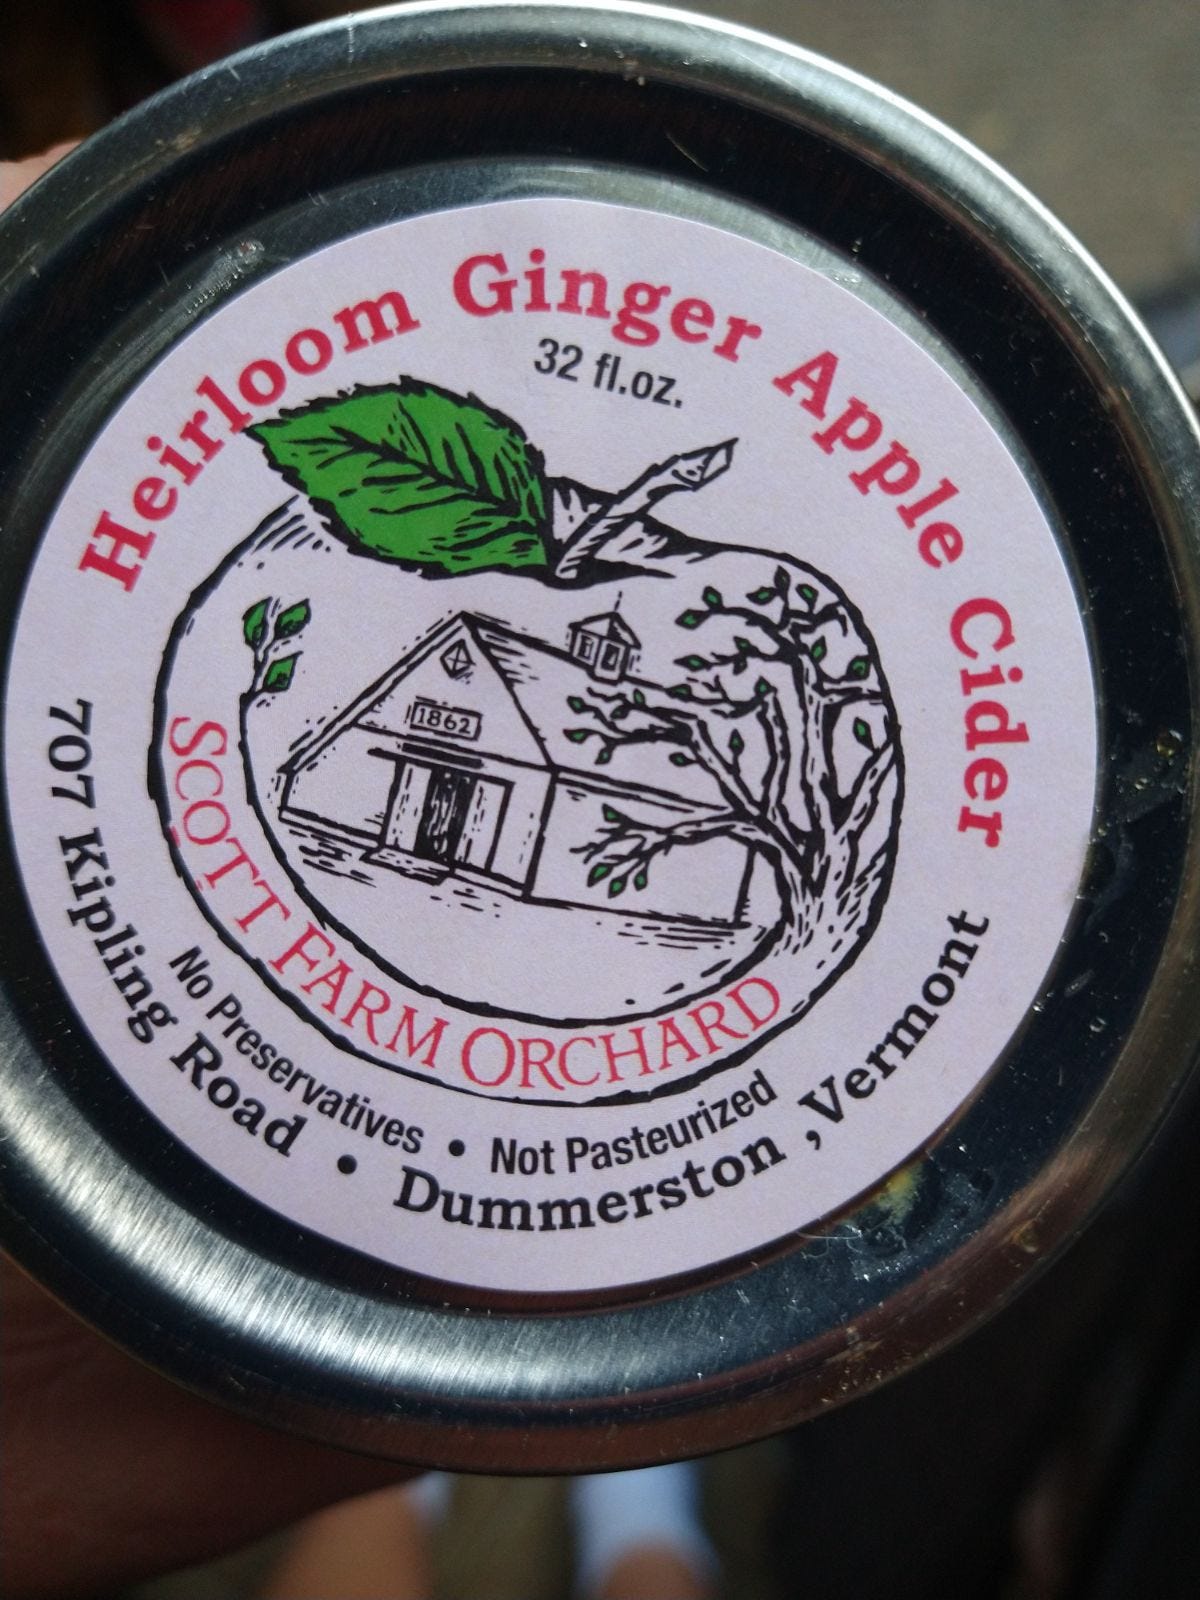 Heirloom Ginger Apple Cider
32 fl.oz.
1862
SCOTT FARM ORCHARD
No Preservatives • Not Pasteurized
707 Kipling Road • Dummerston ,Vermont